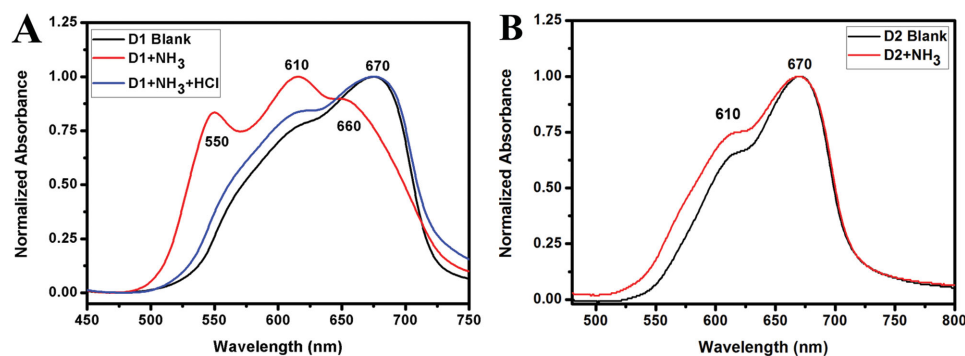 A
D1 Blank
D1+NH3
D1+NH3+HCl
610
670
550
660
Normalized Absorbance
1.25
1.00
0.75
0.50
0.25
0.00
450 500 550 600 650 700 750
Wavelength (nm)
B
D2 Blank
D2+NH3
670
610
Normalized Absorbance
1.25
1.00
0.75
0.50
0.25
0.00
500 550 600 650 700 750 800
Wavelength (nm)